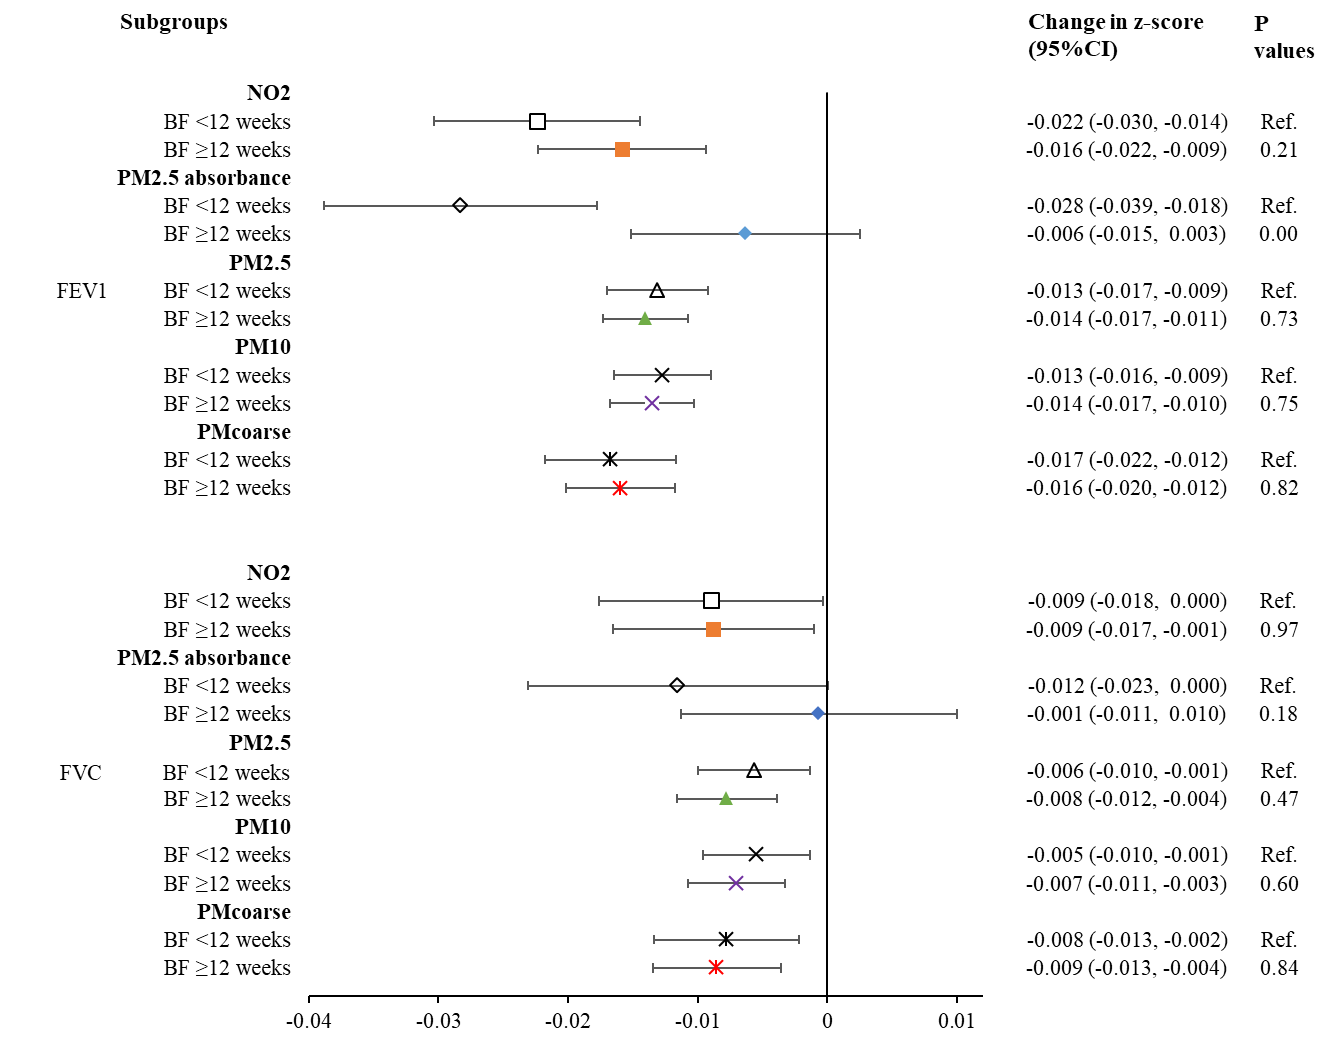 Subgroups Change in z-score (95%CI) P values
NO2
BF <12 weeks -0.022 (-0.030, -0.014) Ref.
BF ≥12 weeks -0.016 (-0.022, -0.009) 0.21
PM2.5 absorbance
BF <12 weeks -0.028 (-0.039, -0.018) Ref.
BF ≥12 weeks -0.006 (-0.015, 0.003) 0.00
PM2.5
FEV1 BF <12 weeks -0.013 (-0.017, -0.009) Ref.
BF ≥12 weeks -0.014 (-0.017, -0.011) 0.73
PM10
BF <12 weeks -0.013 (-0.016, -0.009) Ref.
BF ≥12 weeks -0.014 (-0.017, -0.010) 0.75
PMcoarse
BF <12 weeks -0.017 (-0.022, -0.012) Ref.
BF ≥12 weeks -0.016 (-0.020, -0.012) 0.82
NO2
BF <12 weeks -0.009 (-0.018, 0.000) Ref.
BF ≥12 weeks -0.009 (-0.017, -0.001) 0.97
PM2.5 absorbance
BF <12 weeks -0.012 (-0.023, 0.000) Ref.
BF ≥12 weeks -0.001 (-0.011, 0.010) 0.18
PM2.5
FVC BF <12 weeks -0.006 (-0.010, -0.001) Ref.
BF ≥12 weeks -0.008 (-0.012, -0.004) 0.47
PM10
BF <12 weeks -0.005 (-0.010, -0.001) Ref.
BF ≥12 weeks -0.007 (-0.011, -0.003) 0.60
PMcoarse
BF <12 weeks -0.008 (-0.013, -0.002) Ref.
BF ≥12 weeks -0.009 (-0.013, -0.004) 0.84
-0.04 -0.03 -0.02 -0.01 0 0.01